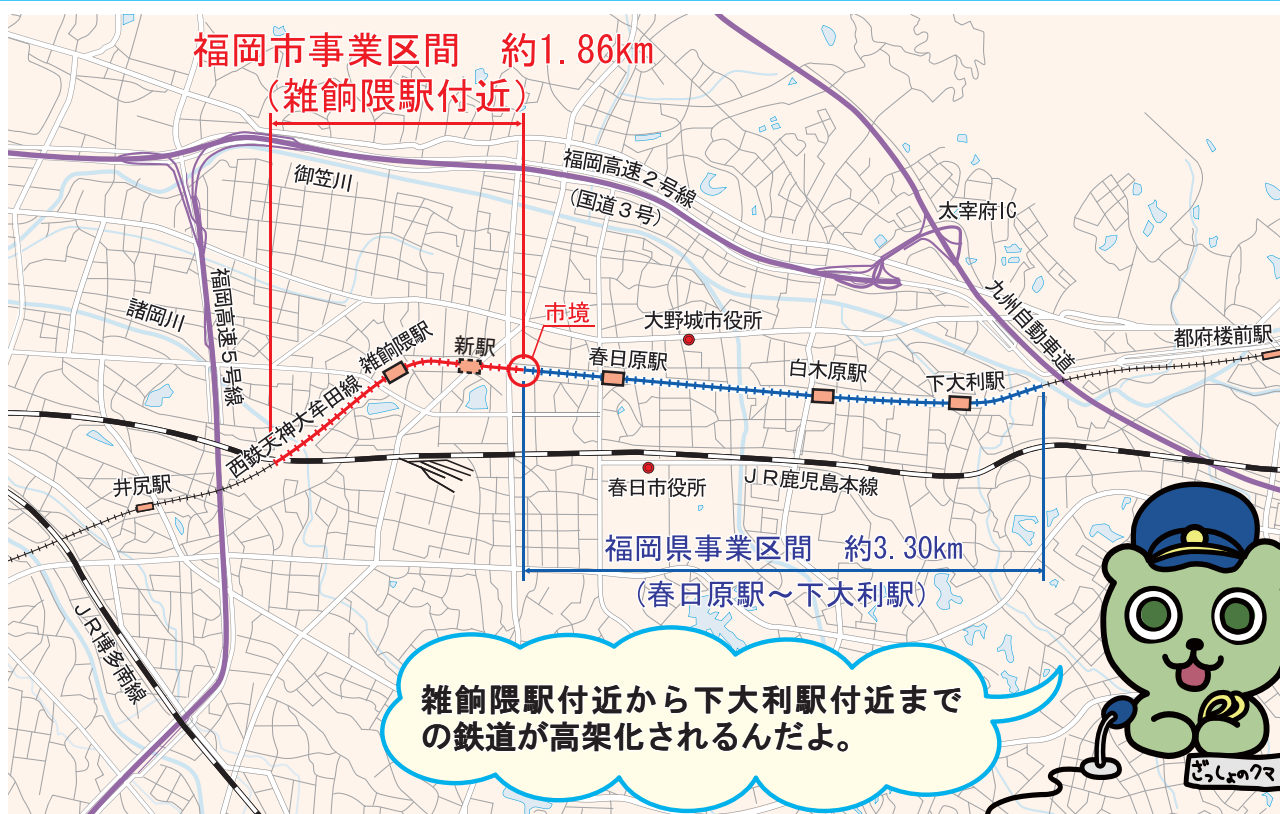 福岡市事業区間　約1.86km
(雑餉隈駅付近)
御笠川
福岡高速２号線
(国道３号)
太宰府IC
九州自動車道
諸岡川
福岡高速５号線
市境
大野城市役所
都府楼前駅
雑餉隈駅
新駅
春日原駅
白木原駅
下大利駅
西鉄天神大牟田線
井尻駅
春日市役所
ＪＲ鹿児島本線
福岡県事業区間　約3.30km
(春日原駅～下大利駅)
ＪＲ博多南線
雑餉隈駅付近から下大利駅付近まで
の鉄道が高架化されるんだよ。
ざっしょのクマ